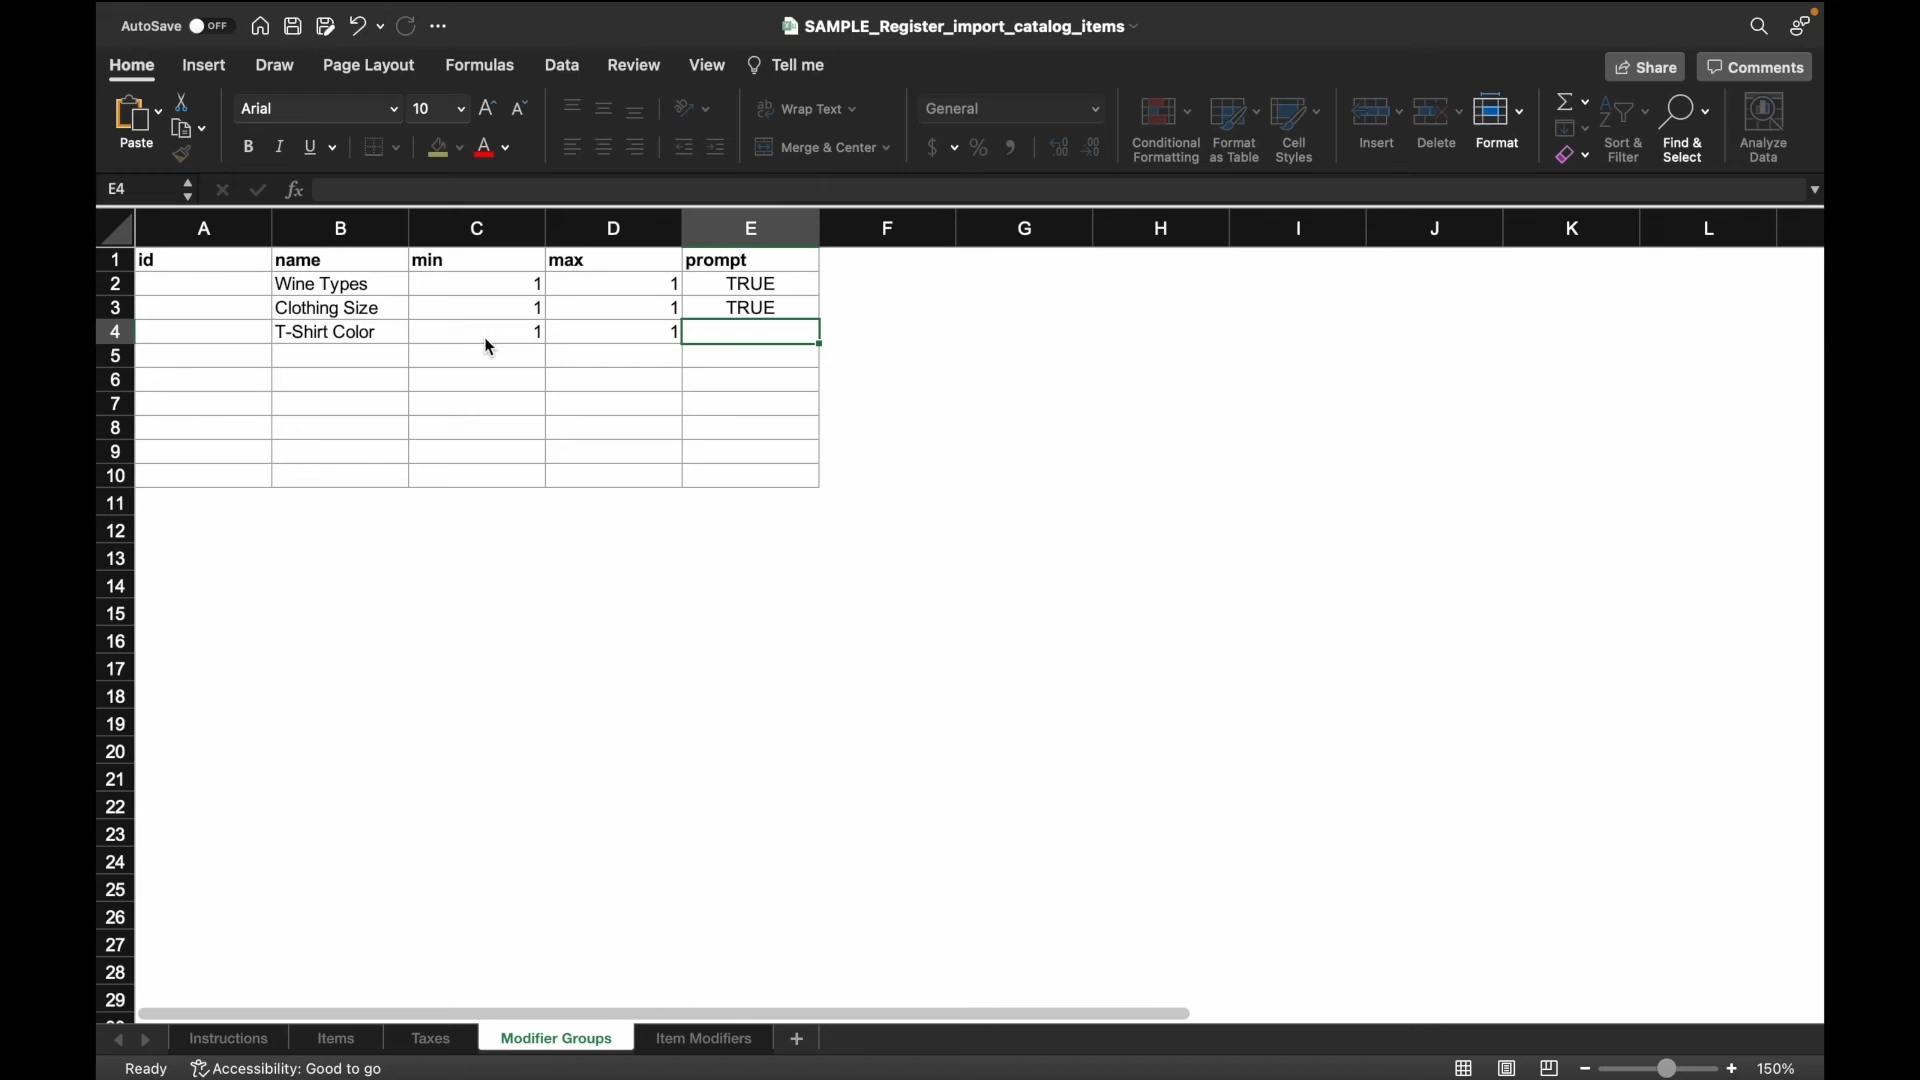 AutoSave OFF SAMPLE_Register_import_catalog_items
Home Insert Draw Page Layout Formulas Data Review View Tell me Share Comments
Paste Arial 10 Wrap Text General
B I U A Merge & Center $ % Conditional Formatting Format as Table Cell Styles Insert Delete Format Sort & Filter Find & Select Analyze Data
E4 fx
A B C D E F G H I J K L
1 id name min max prompt
2 Wine Types 1 1 TRUE
3 Clothing Size 1 1 TRUE
4 T-Shirt Color 1 1
5
6
7
8
9
10
11
12
13
14
15
16
17
18
19
20
21
22
23
24
25
26
27
28
29
Instructions Items Taxes Modifier Groups Item Modifiers +
Ready Accessibility: Good to go 150%